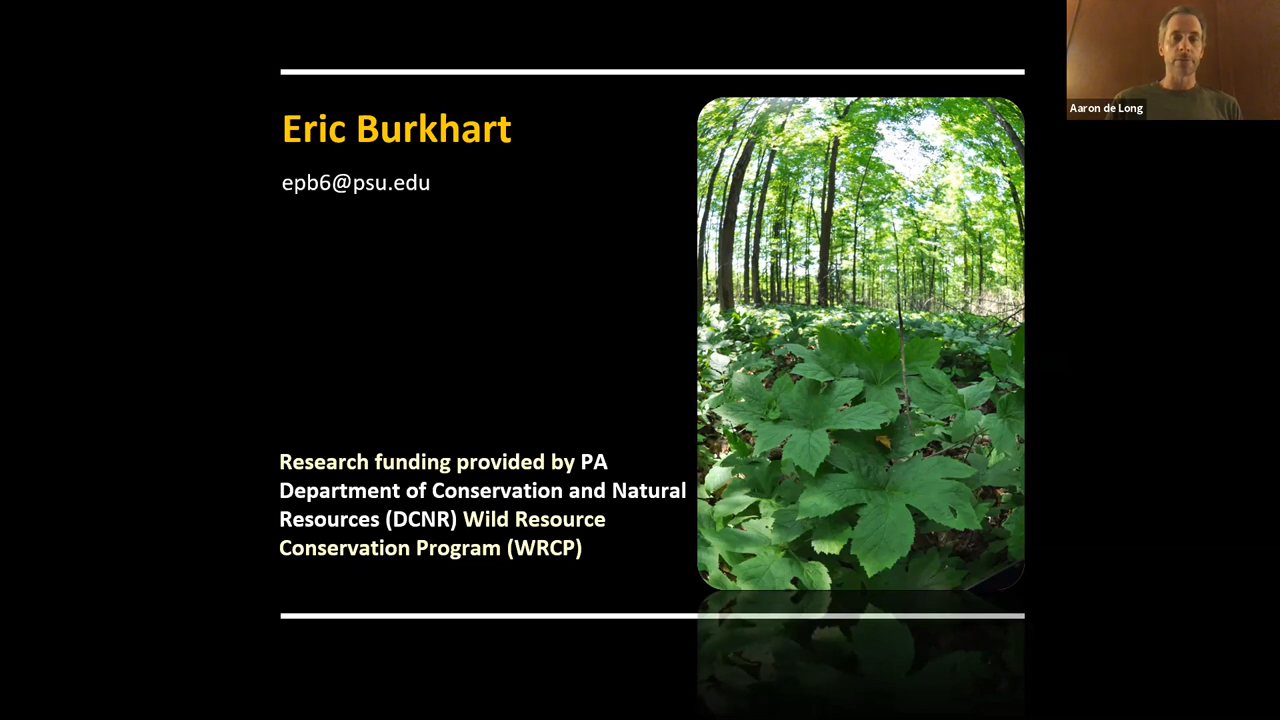 Eric Burkhart
epb6@psu.edu
Research funding provided by PA
Department of Conservation and Natural
Resources (DCNR) Wild Resource
Conservation Program (WRCP)
Aaron de Long